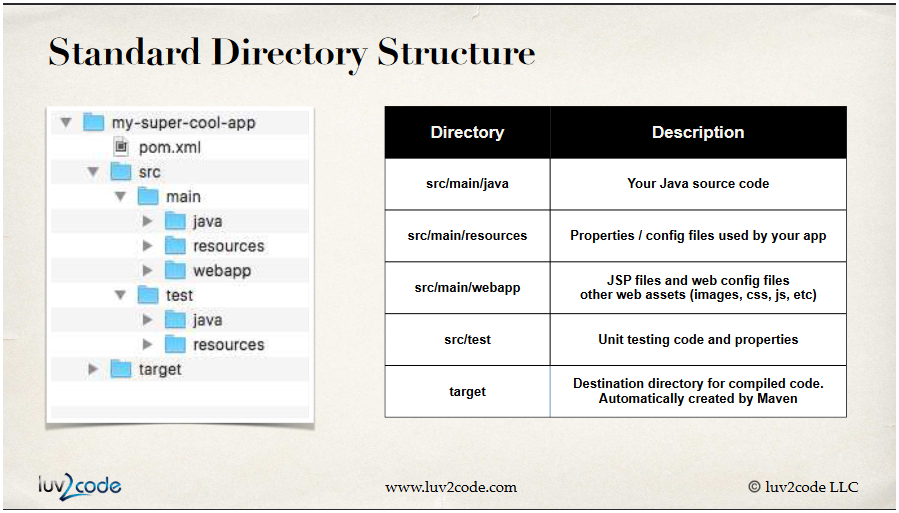 Standard Directory Structure
my-super-cool-app
pom.xml
src
main
java
resources
webapp
test
java
resources
target
Directory Description
src/main/java Your Java source code
src/main/resources Properties / config files used by your app
src/main/webapp JSP files and web config files
other web assets (images, css, js, etc)
src/test Unit testing code and properties
target Destination directory for compiled code.
Automatically created by Maven
luv2code www.luv2code.com © luv2code LLC